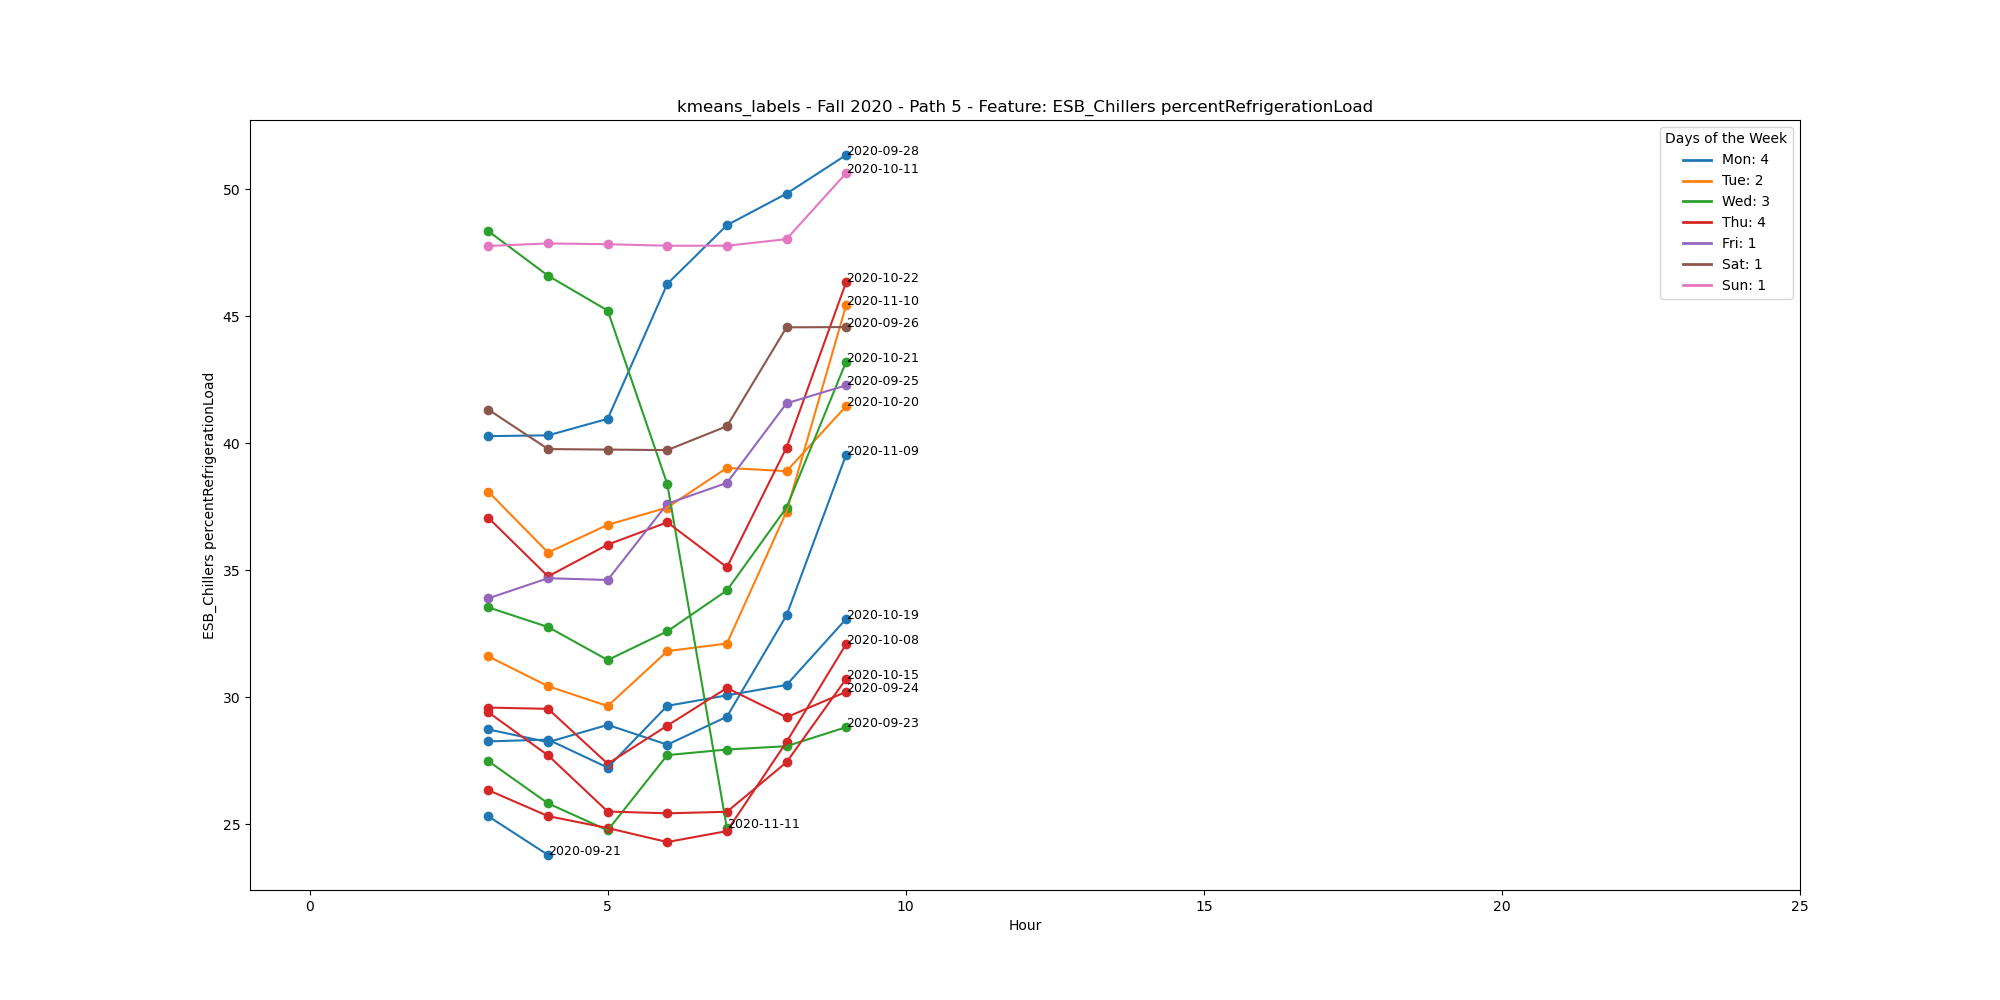 kmeans_labels - Fall 2020 - Path 5 - Feature: ESB_Chillers percentRefrigerationLoad
Days of the Week
Mon: 4
Tue: 2
Wed: 3
Thu: 4
Fri: 1
Sat: 1
Sun: 1
ESB_Chillers percentRefrigerationLoad
50
45
40
35
30
25
2020-09-28
2020-10-11
2020-10-22
2020-11-10
2020-09-26
2020-10-21
2020-09-25
2020-10-20
2020-11-09
2020-10-19
2020-10-08
2020-10-15
2020-09-24
2020-09-23
2020-11-11
2020-09-21
0 5 10 15 20 25
Hour